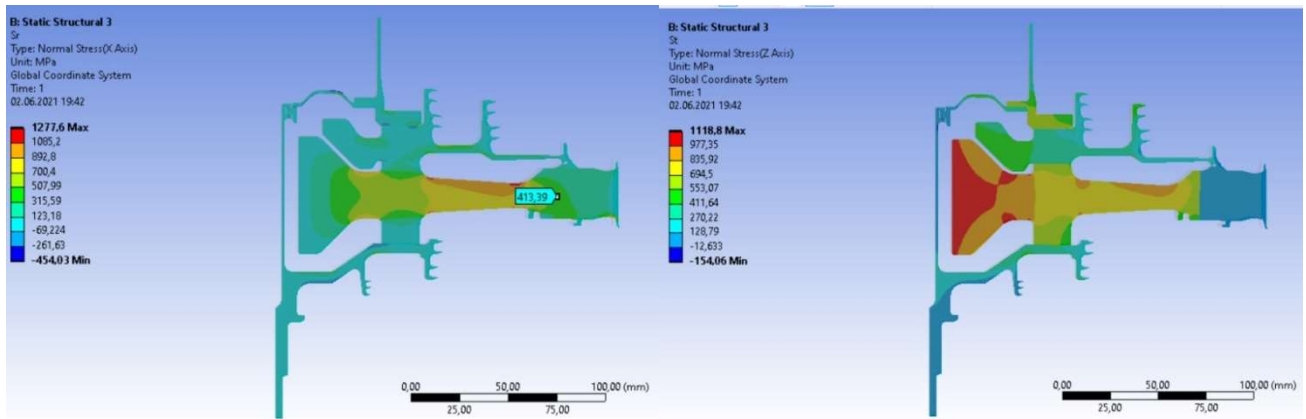 B: Static Structural 3
Sr
Type: Normal Stress(X Axis)
Unit: MPa
Global Coordinate System
Time: 1
02.06.2021 19:42
1277,6 Max
1085,2
892,8
700,4
507,99
315,59
123,18
-69,224
-261,63
-454,03 Min
413,39
0,00 50,00 100,00 (mm)
25,00 75,00
B: Static Structural 3
St
Type: Normal Stress(Z Axis)
Unit: MPa
Global Coordinate System
Time: 1
02.06.2021 19:42
1118,8 Max
977,35
835,92
694,5
553,07
411,64
270,22
128,79
-12,633
-154,06 Min
0,00 50,00 100,00 (mm)
25,00 75,00